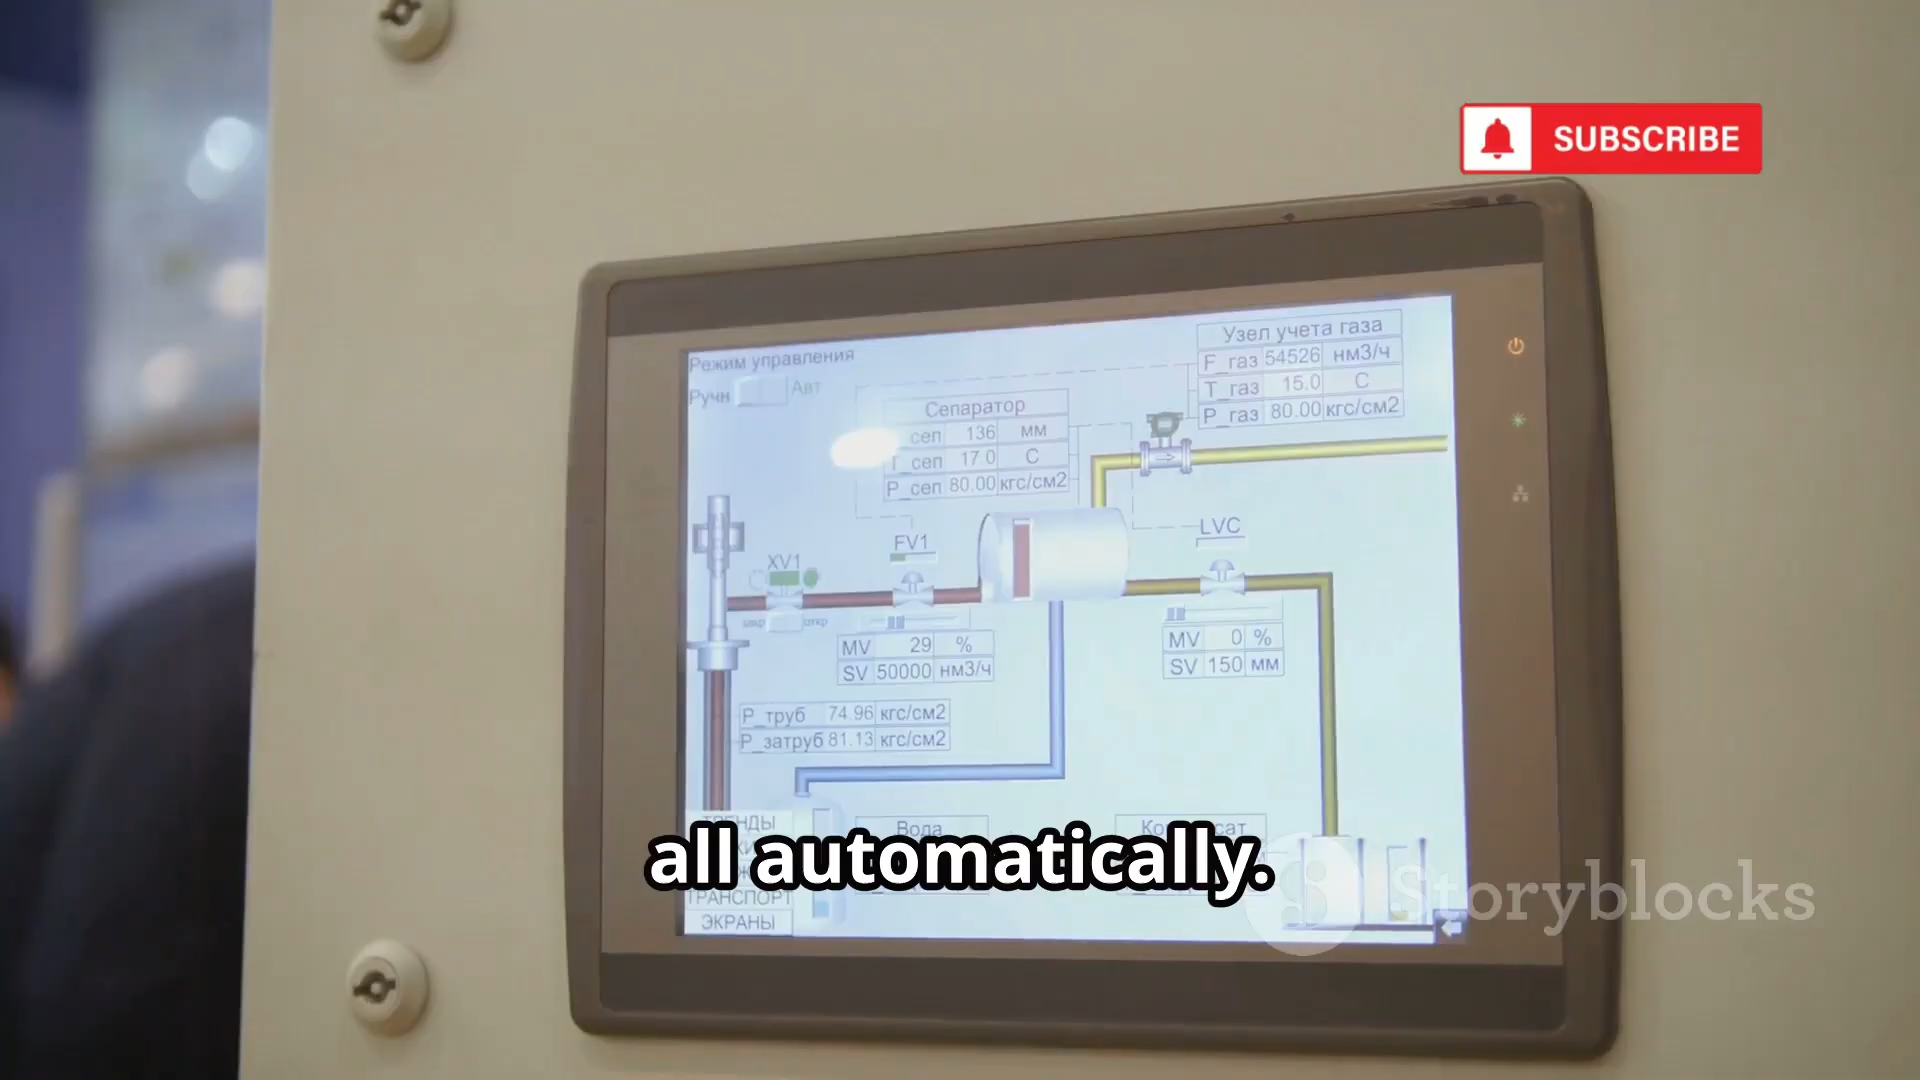 SUBSCRIBE
Режим управления
Ручн Авт
Узел учета газа
F_газ 54526 нм3/ч
T_газ 15.0 C
P_газ 80.00 кгс/см2
Сепаратор
сеп 136 мм
T_сеп 17 0 C
P_сеп 80.00 кгс/см2
XV1
FV1
LVC
закр откр
MV 29 %
SV 50000 нм3/ч
MV 0 %
SV 150 мм
P_труб 74.96 кгс/см2
P_затруб 81.13 кгс/см2
ТРЕНДЫ
Вода
all automatically.
ТРАНСПОРТ
ЭКРАНЫ
Storyblocks